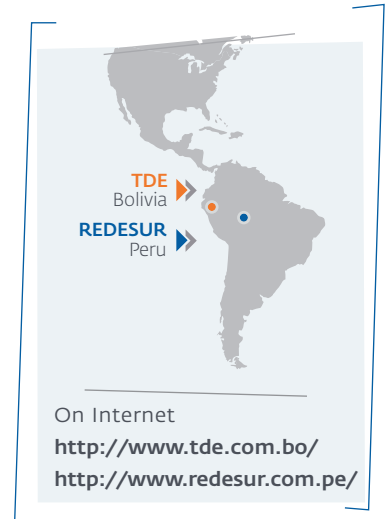 TDE
Bolivia
REDESUR
Peru
On Internet
http://www.tde.com.bo/
http://www.redesur.com.pe/